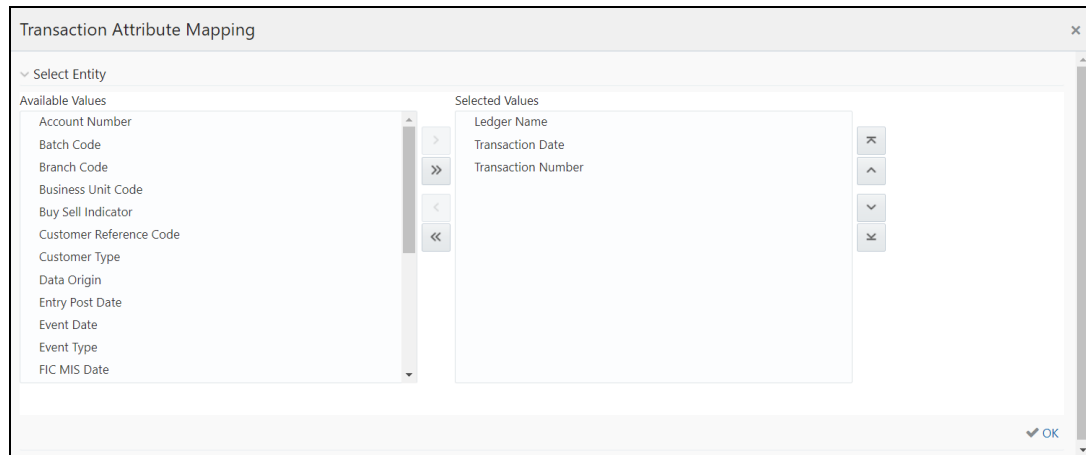 Transaction Attribute Mapping
Select Entity
Available Values
Account Number
Batch Code
Branch Code
Business Unit Code
Buy Sell Indicator
Customer Reference Code
Customer Type
Data Origin
Entry Post Date
Event Date
Event Type
FIC MIS Date
Selected Values
Ledger Name
Transaction Date
Transaction Number
OK